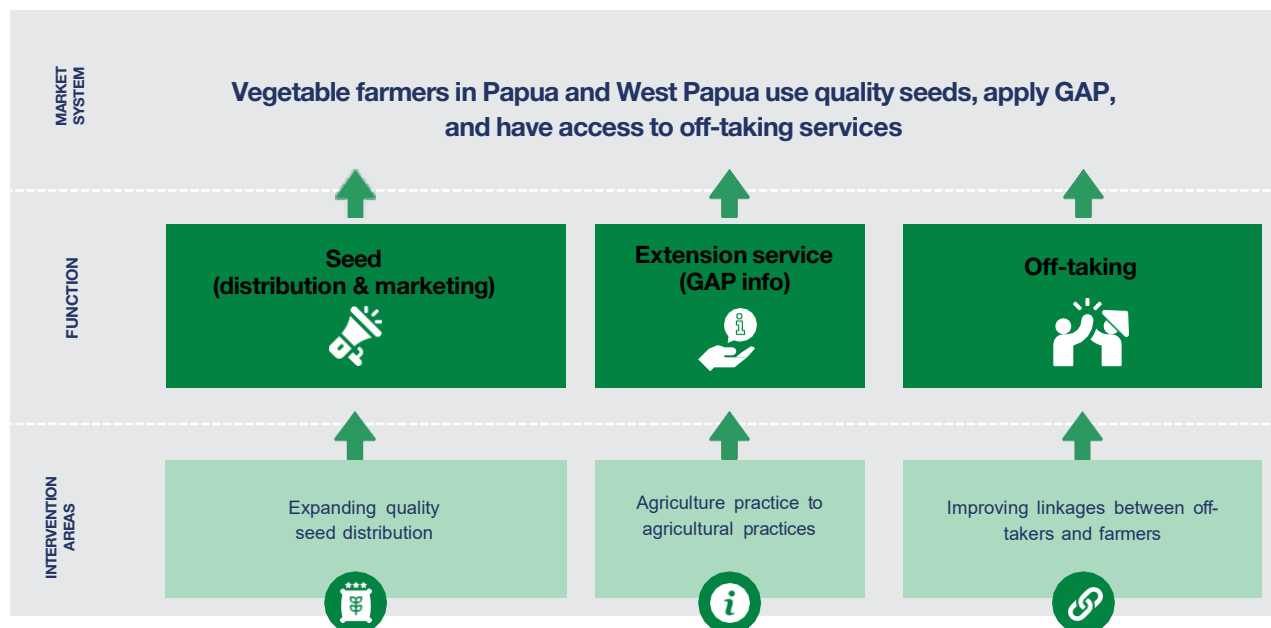 MARKET
SYSTEM
Vegetable farmers in Papua and West Papua use quality seeds, apply GAP,
and have access to off-taking services
FUNCTION
Seed
(distribution & marketing)
Extension service
(GAP info)
Off-taking
INTERVENTION
AREAS
Expanding quality
seed distribution
Agriculture practice to
agricultural practices
Improving linkages between off-
takers and farmers